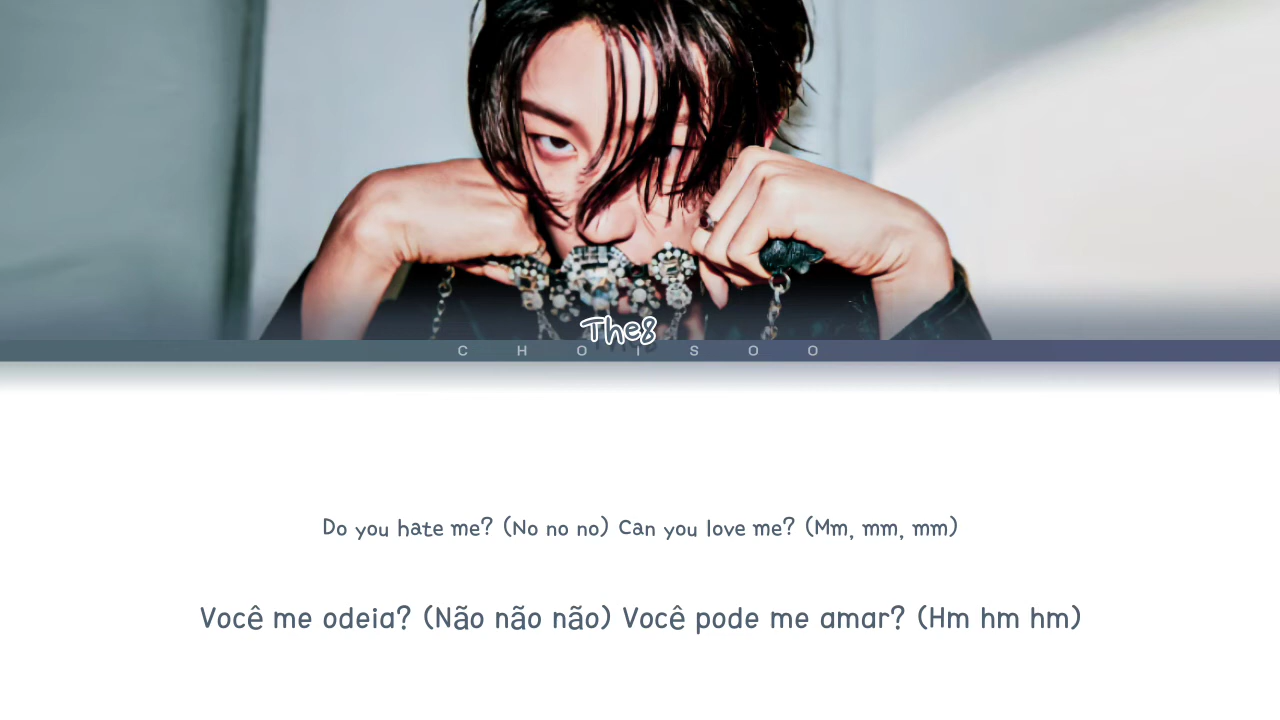 The8
CHOISOO
Do you hate me? (No no no) Can you love me? (Mm, mm, mm)
Você me odeia? (Não não não) Você pode me amar? (Hm hm hm)